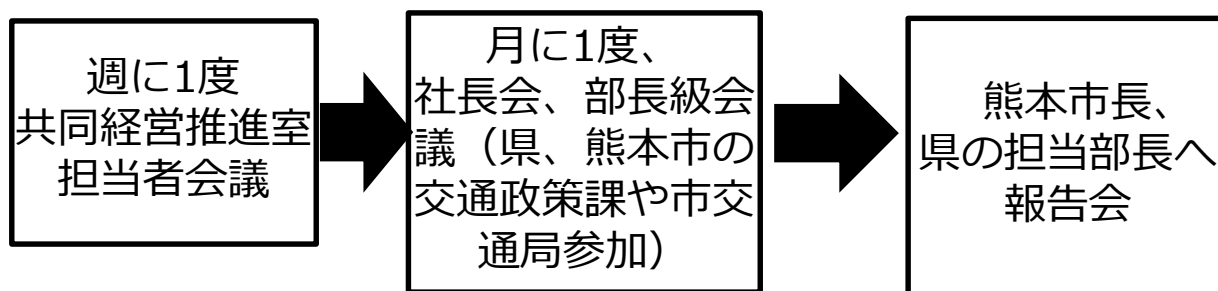 週に1度
共同経営推進室
担当者会議
月に1度、
社長会、部長級会
議（県、熊本市の
交通政策課や市交
通局参加）
熊本市長、
県の担当部長へ
報告会